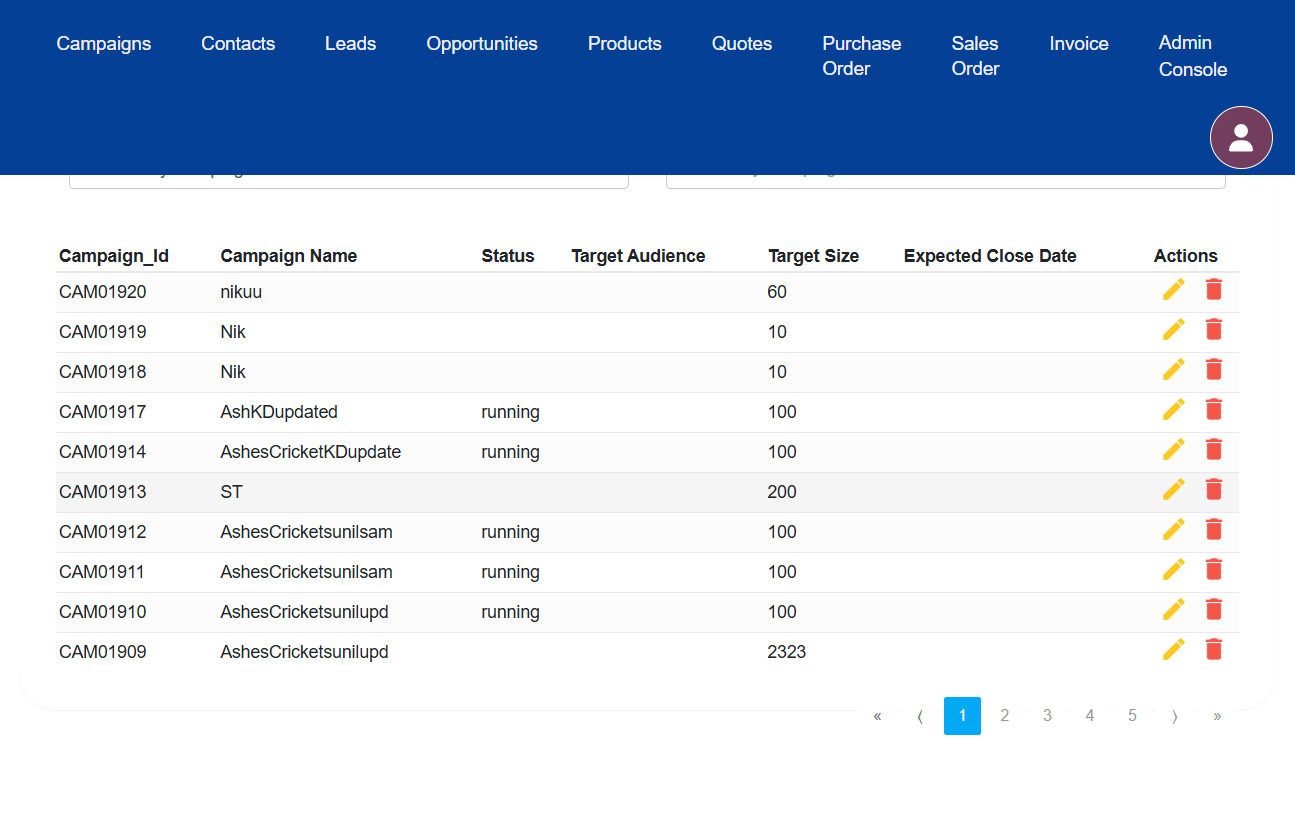 Campaigns Contacts Leads Opportunities Products Quotes Purchase Order Sales Order Invoice Admin Console
Campaign_Id Campaign Name Status Target Audience Target Size Expected Close Date Actions
CAM01920 nikuu 60
CAM01919 Nik 10
CAM01918 Nik 10
CAM01917 AshKDupdated running 100
CAM01914 AshesCricketKDupdate running 100
CAM01913 ST 200
CAM01912 AshesCricketsunilsam running 100
CAM01911 AshesCricketsunilsam running 100
CAM01910 AshesCricketsunilupd running 100
CAM01909 AshesCricketsunilupd 2323
« ⟨ 1 2 3 4 5 ⟩ »